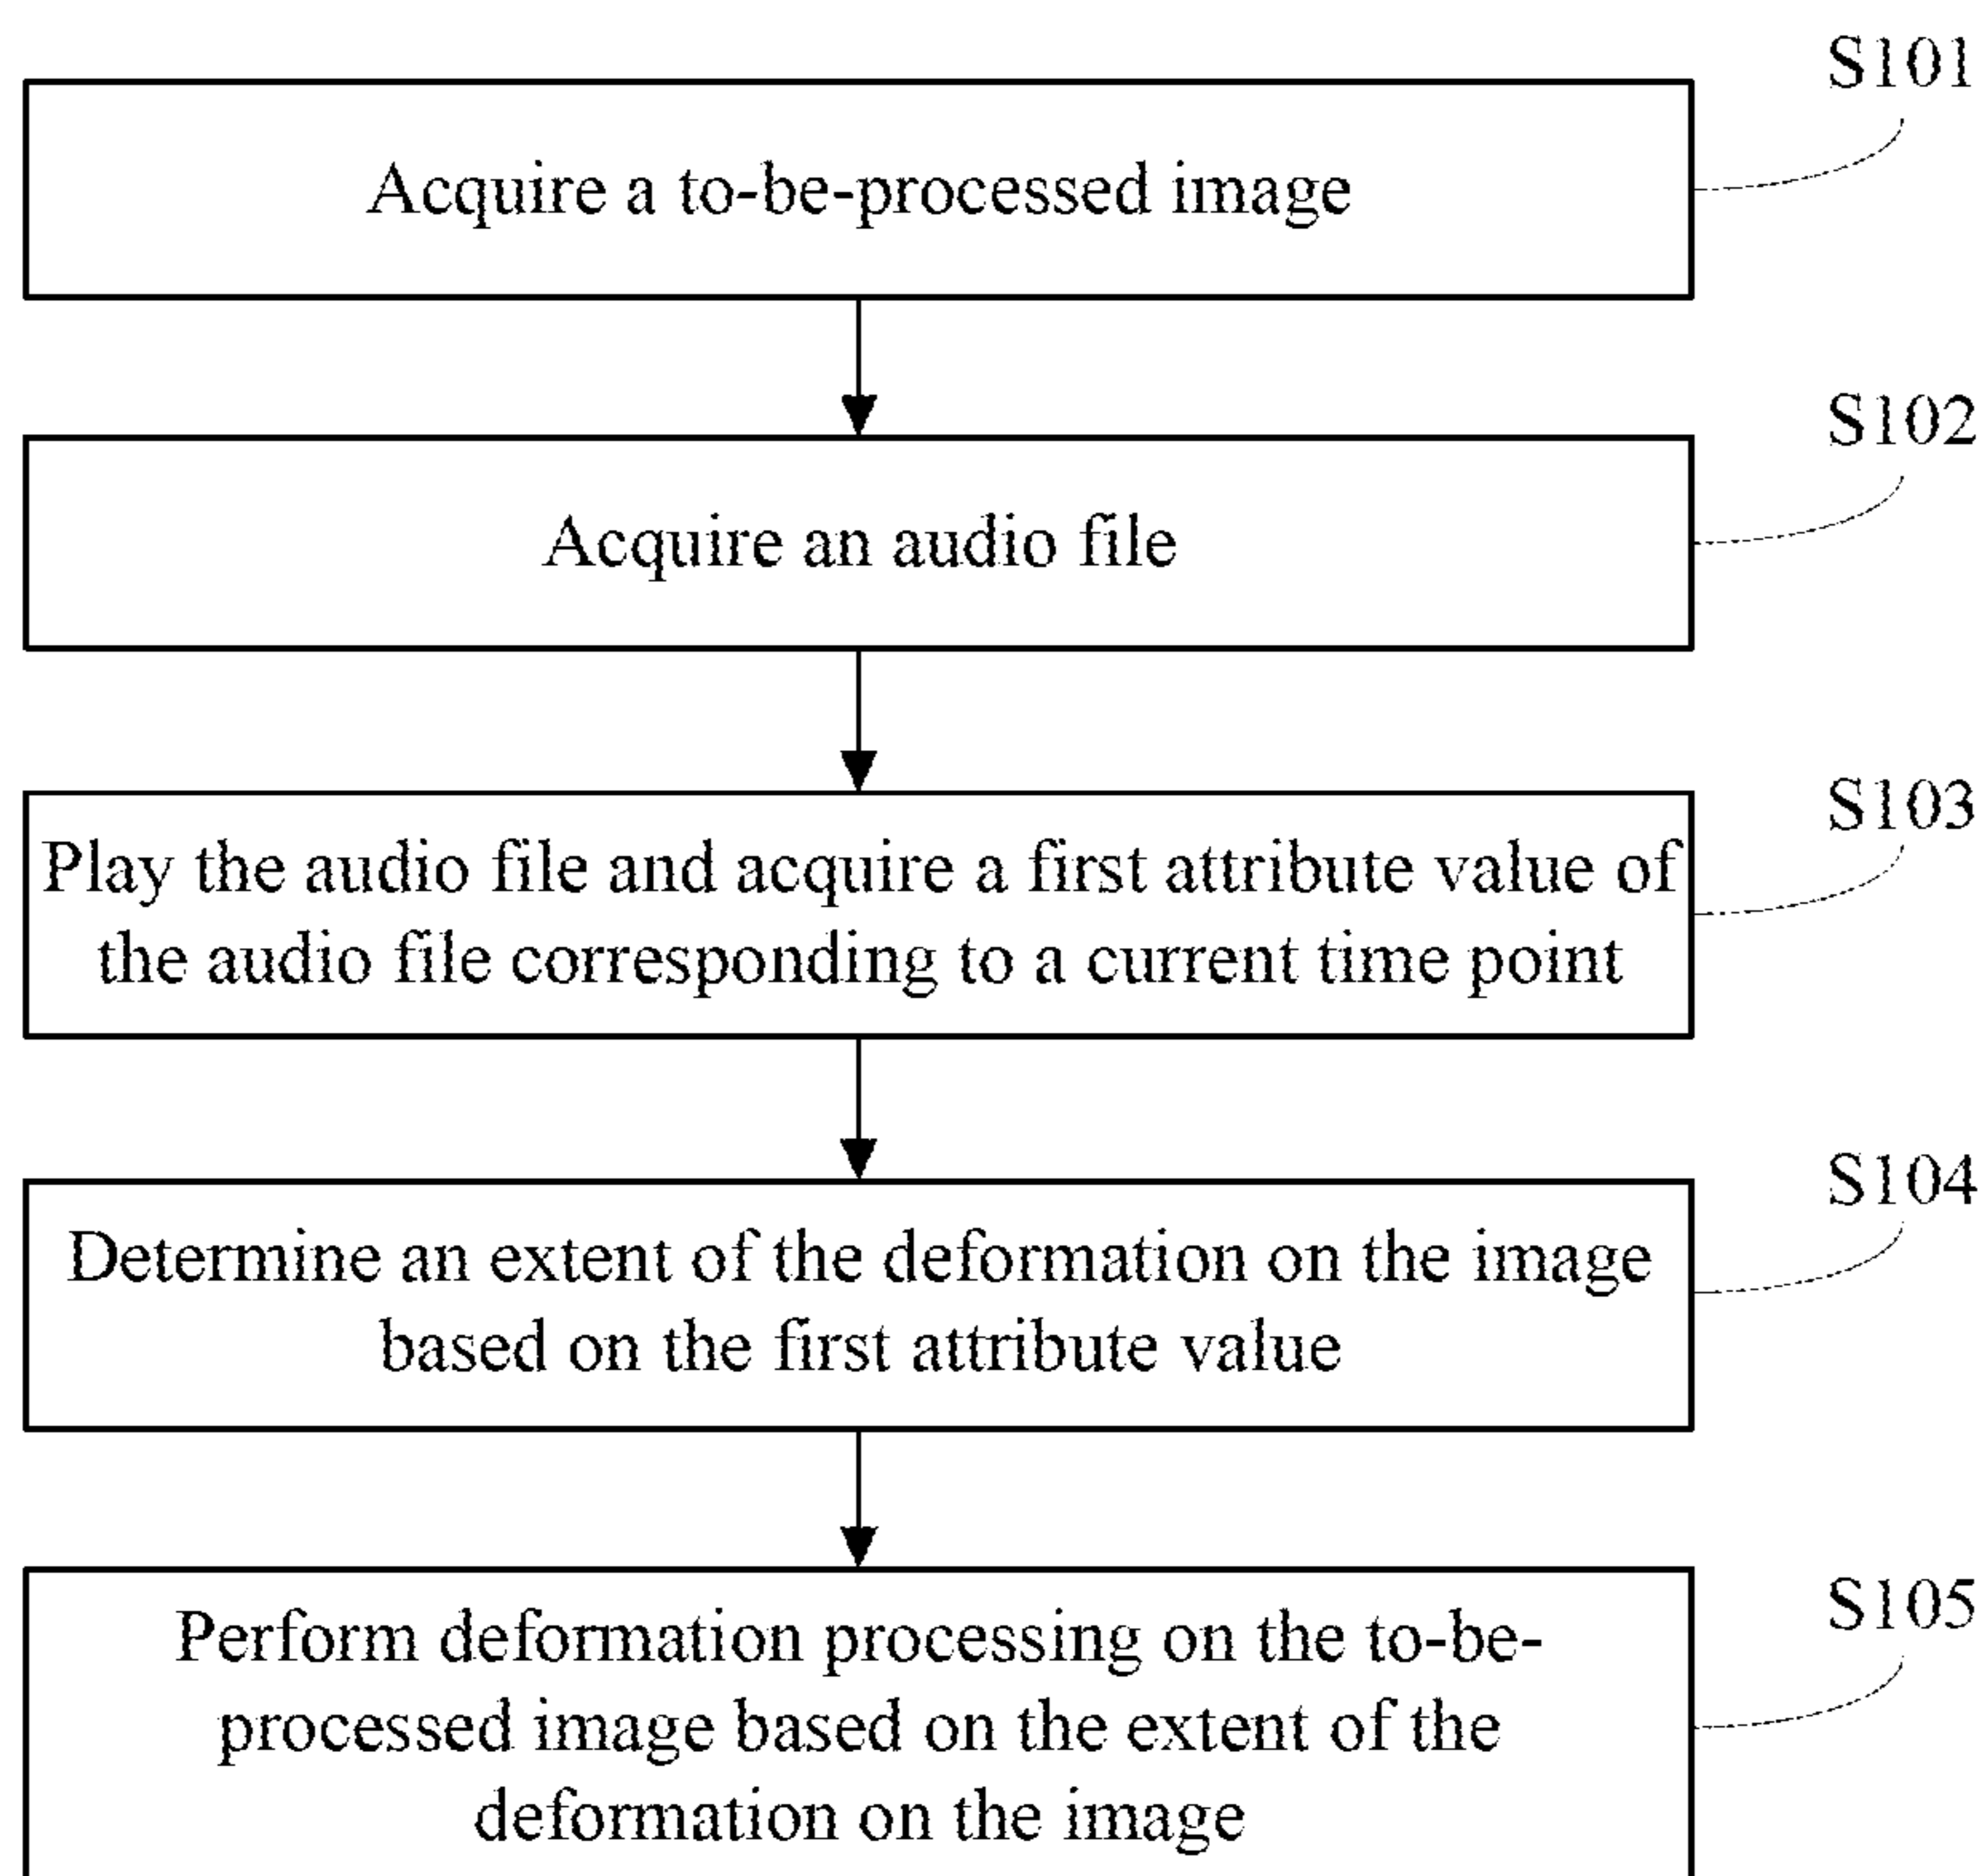 S101
Acquire a to-be-processed image
S102
Acquire an audio file
S103
Play the audio file and acquire a first attribute value of
the audio file corresponding to a current time point
S104
Determine an extent of the deformation on the image
based on the first attribute value
S105
Perform deformation processing on the to-be-
processed image based on the extent of the
deformation on the image